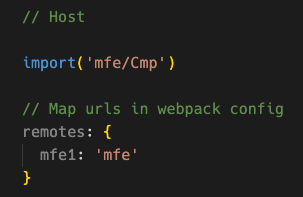 // Host
import('mfe/Cmp')
// Map urls in webpack config
remotes: {
mfe1: 'mfe'
}